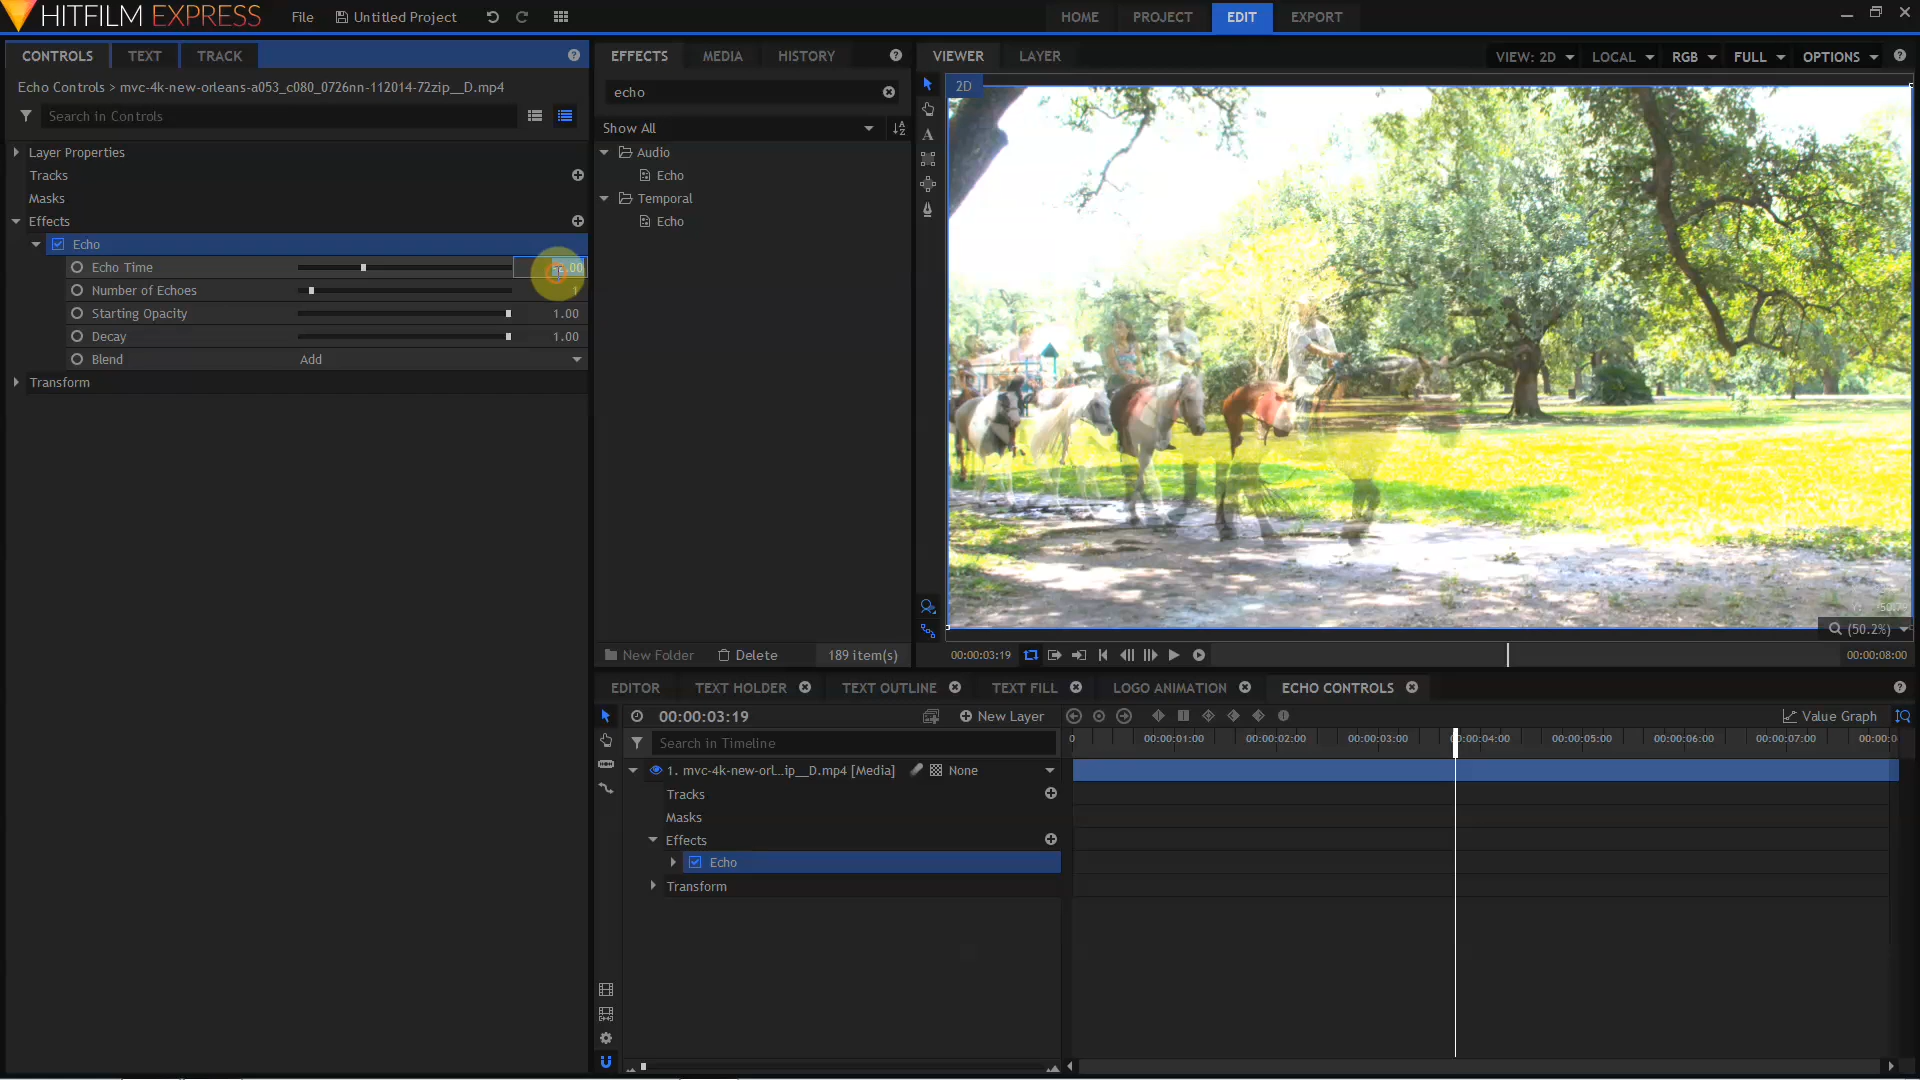 HITFILM EXPRESS
File
Untitled Project
HOME
PROJECT
EDIT
EXPORT
CONTROLS
TEXT
TRACK
Echo Controls > mvc-4k-new-orleans-a053_c080_0726nn-112014-72zip__D.mp4
Search in Controls
Layer Properties
Tracks
Masks
Effects
Echo
Echo Time
Number of Echoes 1
Starting Opacity 1.00
Decay 1.00
Blend Add
Transform
EFFECTS
MEDIA
HISTORY
echo
Show All
Audio
Echo
Temporal
Echo
New Folder
Delete
189 item(s)
VIEWER
LAYER
VIEW: 2D
LOCAL
RGB
FULL
OPTIONS
2D
(50.2%)
00:00:03:19
00:00:08:00
EDITOR
TEXT HOLDER
TEXT OUTLINE
TEXT FILL
LOGO ANIMATION
ECHO CONTROLS
00:00:03:19
New Layer
Value Graph
Search in Timeline
0 00:00:01:00 00:00:02:00 00:00:03:00 00:00:04:00 00:00:05:00 00:00:06:00 00:00:07:00 00:00:0
1. mvc-4k-new-orl...ip__D.mp4 [Media]
None
Tracks
Masks
Effects
Echo
Transform